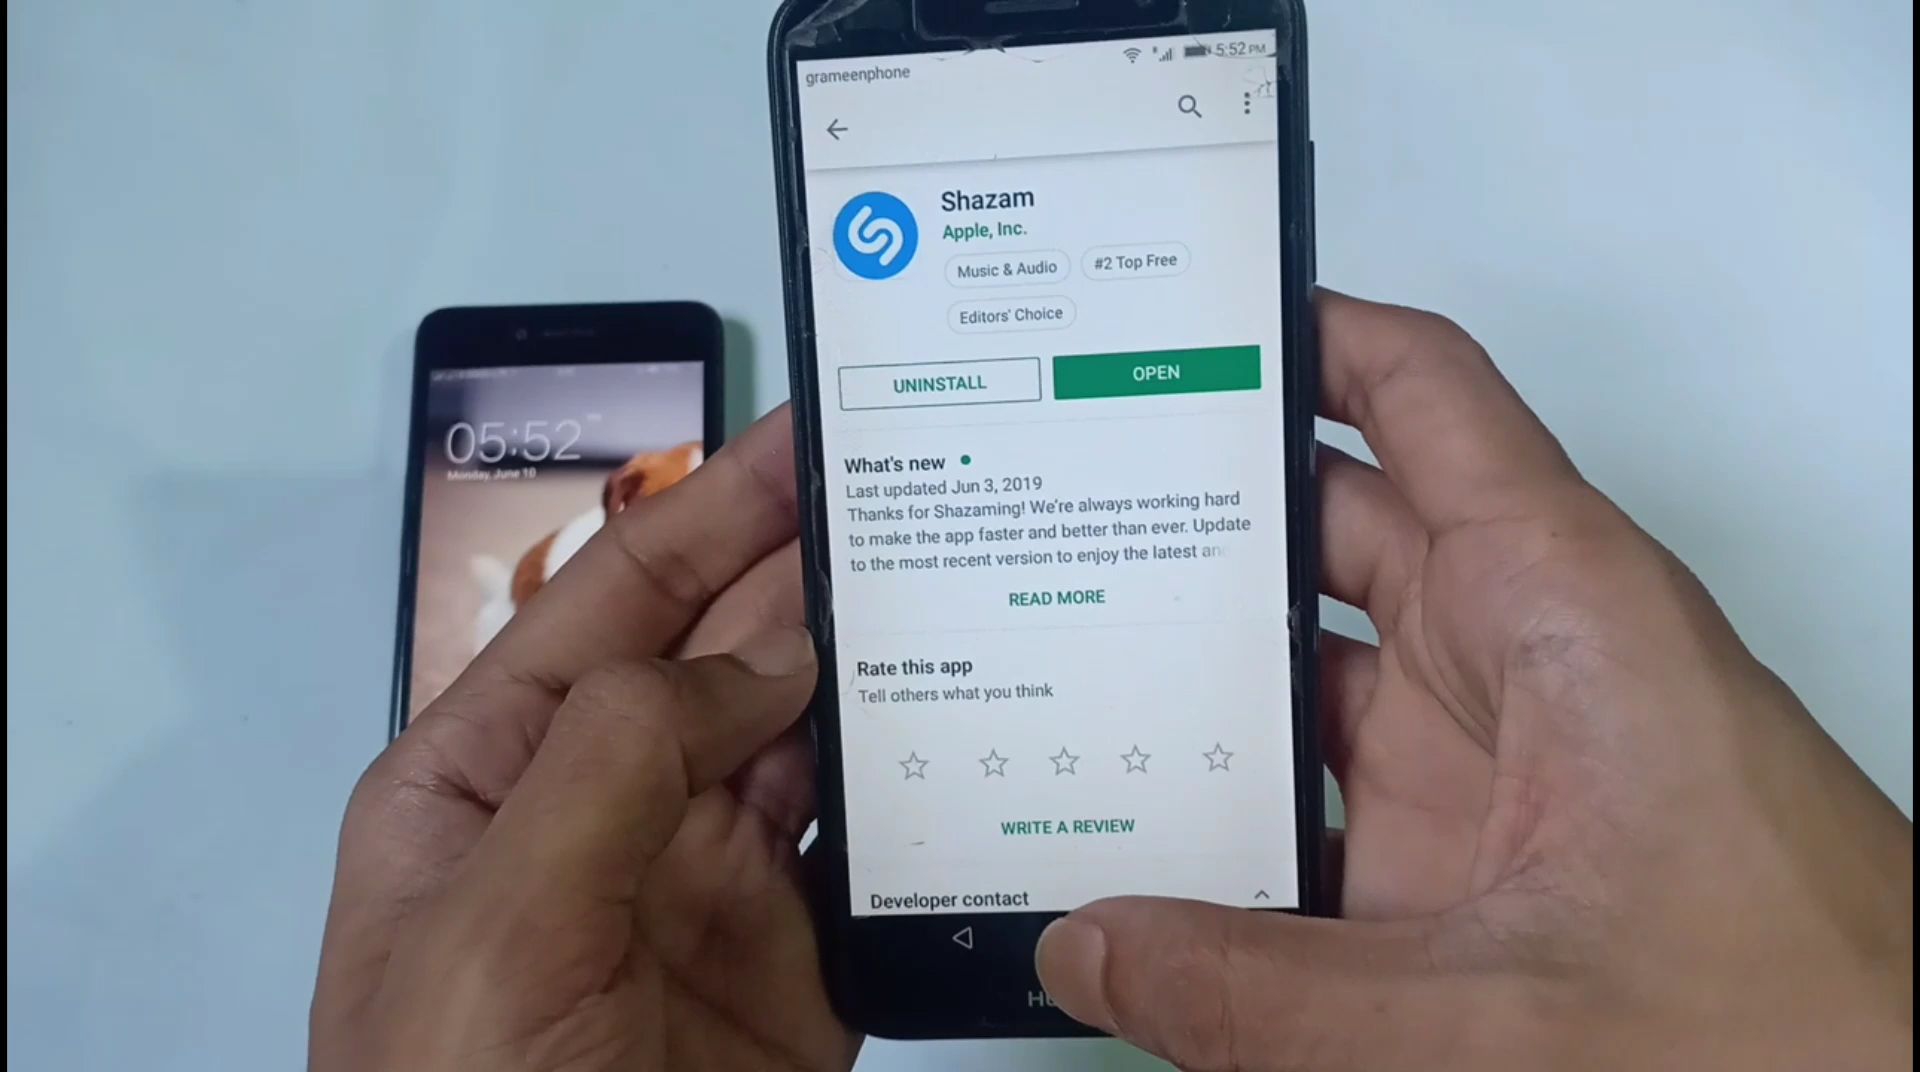 grameenphone
5:52 PM
Shazam
Apple, Inc.
Music & Audio
#2 Top Free
Editors' Choice
UNINSTALL
OPEN
What's new
Last updated Jun 3, 2019
Thanks for Shazaming! We're always working hard
to make the app faster and better than ever. Update
to the most recent version to enjoy the latest an
READ MORE
Rate this app
Tell others what you think
WRITE A REVIEW
Developer contact
05:52
Monday, June 10